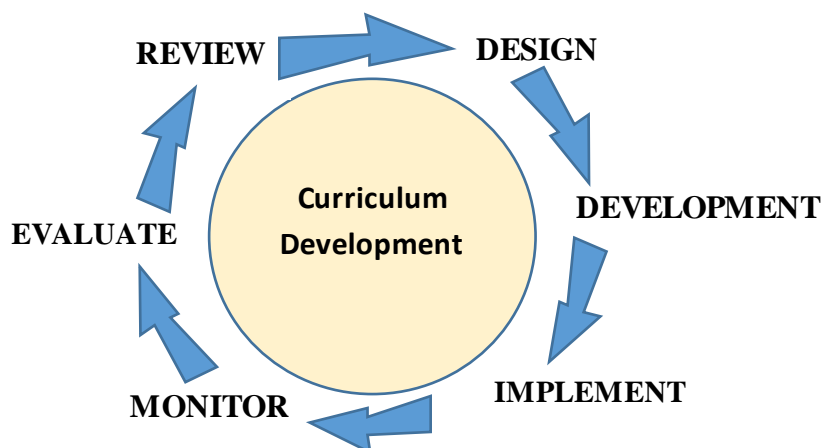 REVIEW
DESIGN
DEVELOPMENT
IMPLEMENT
MONITOR
EVALUATE
Curriculum
Development